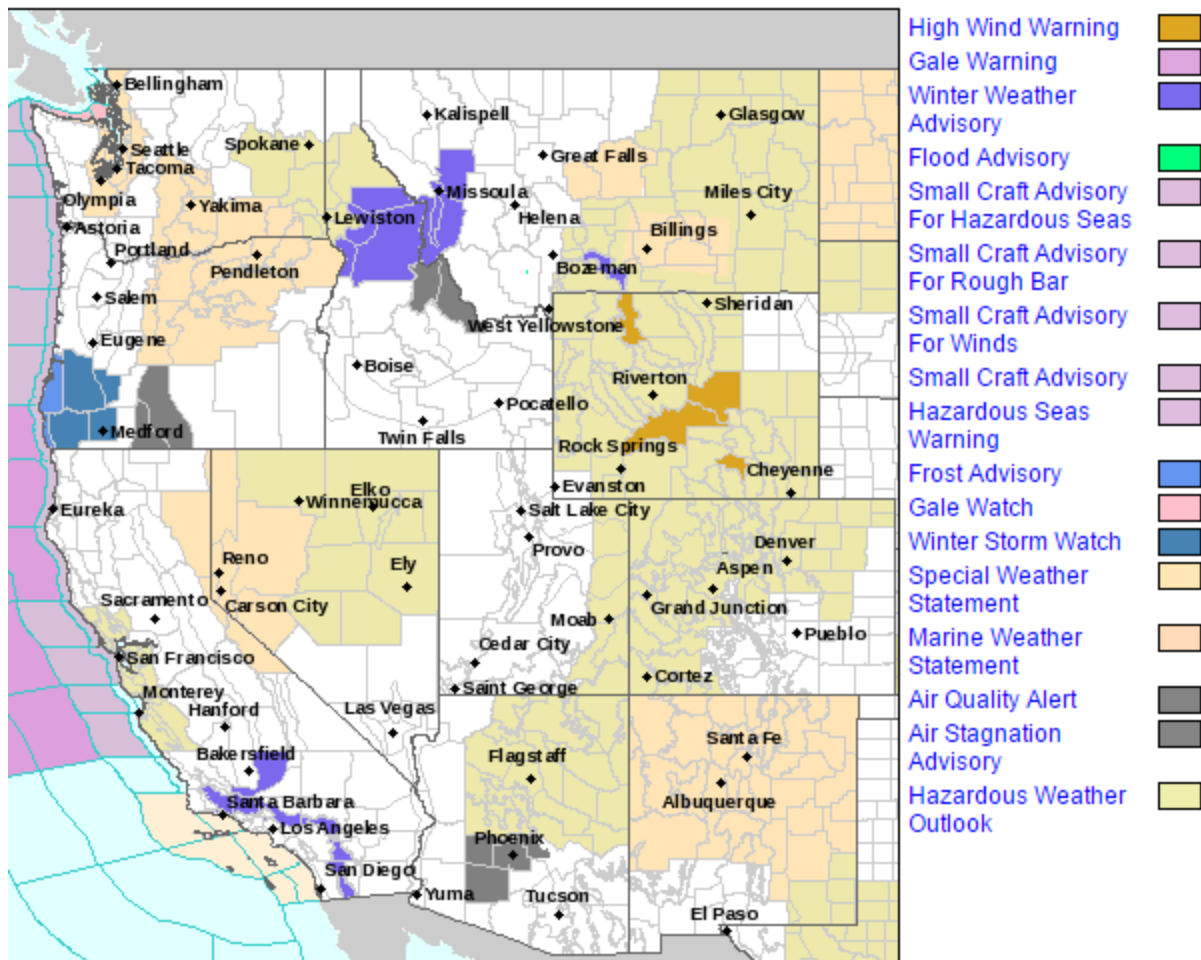 High Wind Warning
Gale Warning
Winter Weather
Advisory
Flood Advisory
Small Craft Advisory
For Hazardous Seas
Small Craft Advisory
For Rough Bar
Small Craft Advisory
For Winds
Small Craft Advisory
Hazardous Seas
Warning
Frost Advisory
Gale Watch
Winter Storm Watch
Special Weather
Statement
Marine Weather
Statement
Air Quality Alert
Air Stagnation
Advisory
Hazardous Weather
Outlook
Bellingham
Kalispell
Glasgow
Spokane
Seattle
Great Falls
Tacoma
Missoula
Miles City
Olympia
Yakima
Lewiston
Helena
Astoria
Billings
Portland
Pendleton
Bozeman
Salem
Sheridan
West Yellowstone
Eugene
Boise
Riverton
Pocatello
Medford
Twin Falls
Rock Springs
Cheyenne
Evanston
Elko
Winnemucca
Eureka
Salt Lake City
Provo
Denver
Reno
Ely
Aspen
Sacramento
Carson City
Grand Junction
Moab
Pueblo
Cedar City
San Francisco
Cortez
Monterey
Saint George
Hanford
Las Vegas
Santa Fe
Bakersfield
Flagstaff
Albuquerque
Santa Barbara
Los Angeles
Phoenix
San Diego
Yuma
Tucson
El Paso